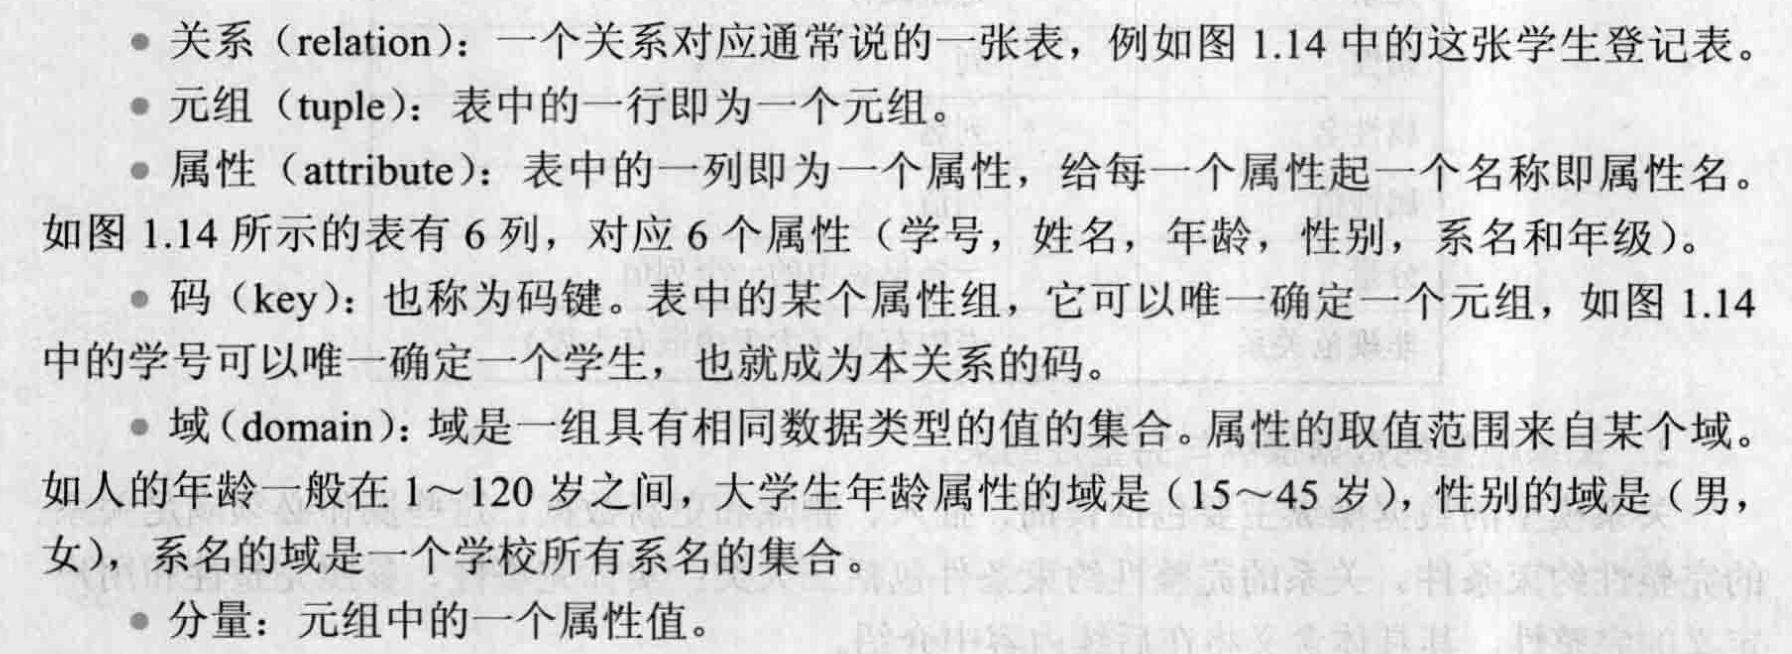 ● 关系（relation）：一个关系对应通常说的一张表，例如图 1.14 中的这张学生登记表。
● 元组（tuple）：表中的一行即为一个元组。
● 属性（attribute）：表中的一列即为一个属性，给每一个属性起一个名称即属性名。
如图 1.14 所示的表有 6 列，对应 6 个属性（学号，姓名，年龄，性别，系名和年级）。
● 码（key）：也称为码键。表中的某个属性组，它可以唯一确定一个元组，如图 1.14
中的学号可以唯一确定一个学生，也就成为本关系的码。
● 域（domain）：域是一组具有相同数据类型的值的集合。属性的取值范围来自某个域。
如人的年龄一般在 1～120 岁之间，大学生年龄属性的域是（15～45 岁），性别的域是（男，
女），系名的域是一个学校所有系名的集合。
● 分量：元组中的一个属性值。